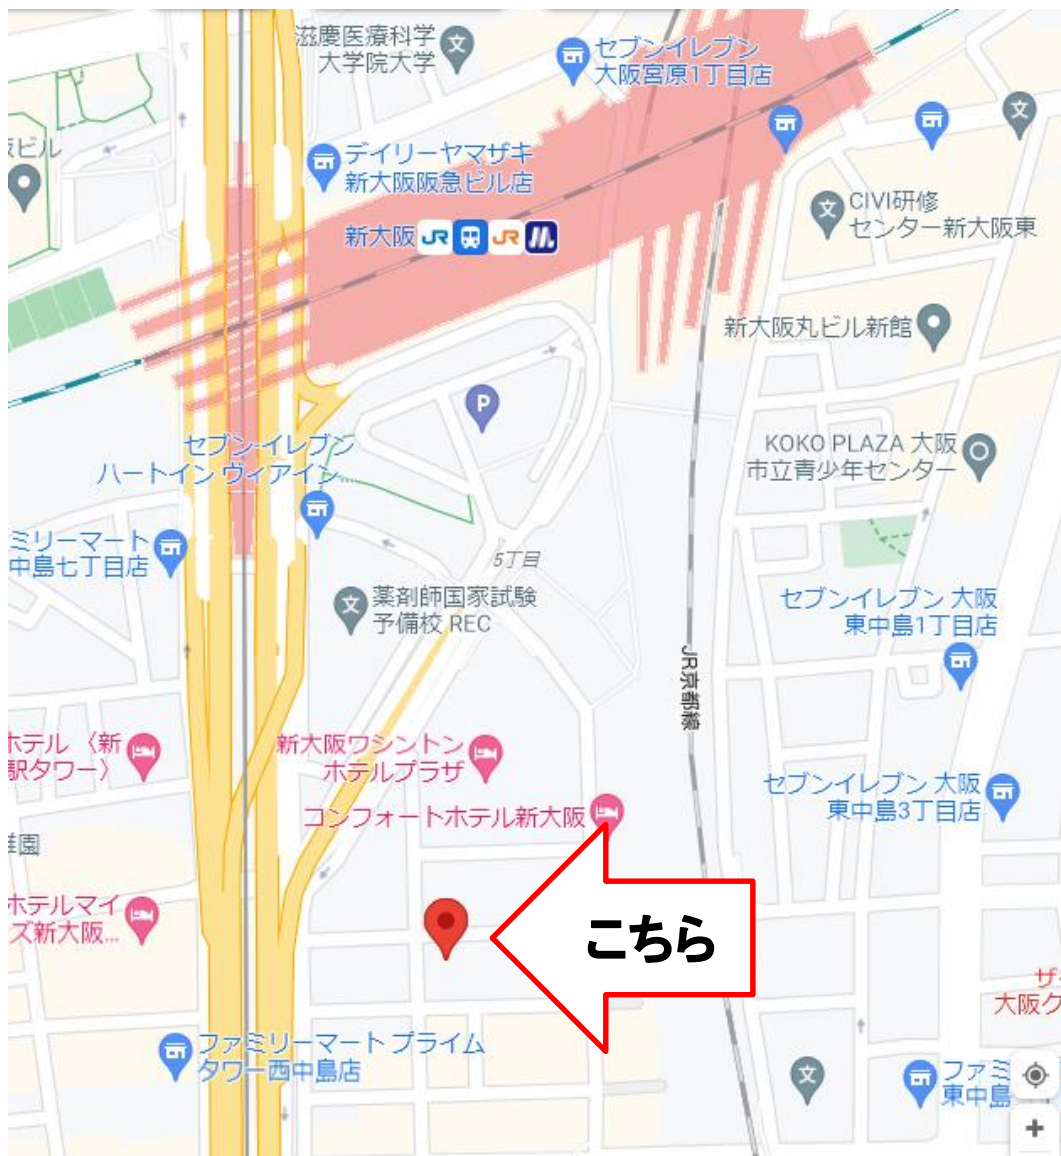 滋慶医療科学
大学院大学
セブンイレブン
大阪宮原1丁目店
デイリーヤマザキ
新大阪阪急ビル店
ビル
CIVI研修
センター新大阪東
新大阪 JR JR
新大阪丸ビル新館
P
セブン-イレブン
ハートイン ヴィアイン...
KOKO PLAZA 大阪
市立青少年センター
ミリーマート
中島七丁目店
5丁目
薬剤師国家試験
予備校 REC
セブンイレブン 大阪
東中島1丁目店
JR京都線
ホテル〈新
駅タワー〉
新大阪ワシントン
ホテルプラザ
セブンイレブン 大阪
東中島3丁目店
コンフォートホテル新大阪
園
ホテルマイ
ズ新大阪...
こちら
ザ
大阪ク
ファミリーマート プライム
タワー西中島店
ファミ
東中島
+